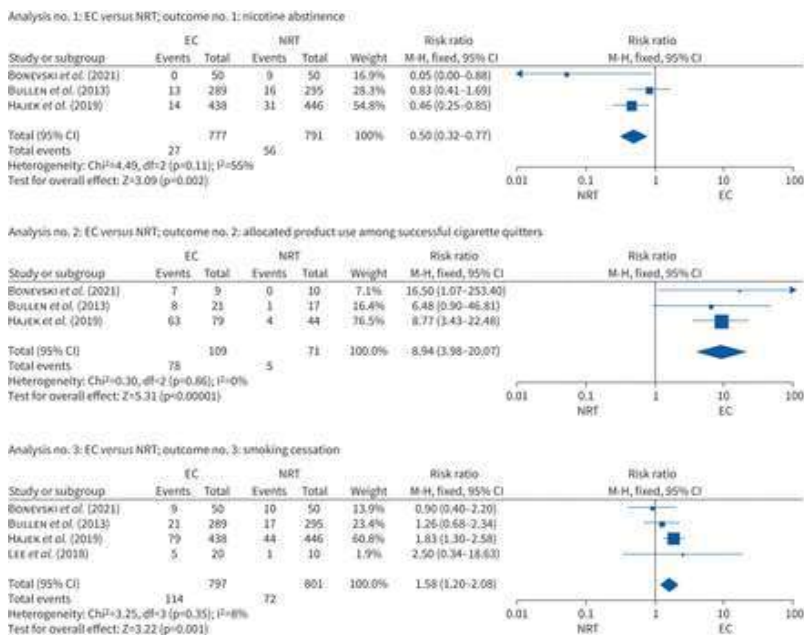 Analysis no. 1: EC versus NRT; outcome no. 1: nicotine abstinence
EC NRT Risk ratio Risk ratio
Study or subgroup Events Total Events Total Weight M-H, fixed, 95% CI M-H, fixed, 95% CI
BONEVSKI et al. (2021) 0 50 9 50 16.9% 0.05 (0.00–0.88)
BULLEN et al. (2013) 13 289 16 295 28.3% 0.83 (0.41–1.69)
HAJEK et al. (2019) 14 438 31 446 54.8% 0.46 (0.25–0.85)
Total (95% CI) 777 791 100% 0.50 (0.32–0.77)
Total events 27 56
Heterogeneity: Chi²=4.49, df=2 (p=0.11); I²=55%
Test for overall effect: Z=3.09 (p=0.002)
0.01 0.1 1 10 100
NRT EC
Analysis no. 2: EC versus NRT; outcome no. 2: allocated product use among successful cigarette quitters
EC NRT Risk ratio Risk ratio
Study or subgroup Events Total Events Total Weight M-H, fixed, 95% CI M-H, fixed, 95% CI
BONEVSKI et al. (2021) 7 9 0 10 7.1% 16.50 (1.07–253.40)
BULLEN et al. (2013) 8 21 1 17 16.4% 6.48 (0.90–46.81)
HAJEK et al. (2019) 63 79 4 44 76.5% 8.77 (3.43–22.48)
Total (95% CI) 109 71 100.0% 8.94 (3.98–20.07)
Total events 78 5
Heterogeneity: Chi²=0.30, df=2 (p=0.86); I²=0%
Test for overall effect: Z=5.31 (p<0.00001)
0.01 0.1 1 10 100
NRT EC
Analysis no. 3: EC versus NRT; outcome no. 3: smoking cessation
EC NRT Risk ratio Risk ratio
Study or subgroup Events Total Events Total Weight M-H, fixed, 95% CI M-H, fixed, 95% CI
BONEVSKI et al. (2021) 9 50 10 50 13.9% 0.90 (0.40–2.20)
BULLEN et al. (2013) 21 289 17 295 23.4% 1.26 (0.68–2.34)
HAJEK et al. (2019) 79 438 44 446 60.8% 1.83 (1.30–2.58)
LEE et al. (2018) 5 20 1 10 1.9% 2.50 (0.34–18.63)
Total (95% CI) 797 801 100.0% 1.58 (1.20–2.08)
Total events 114 72
Heterogeneity: Chi²=3.25, df=3 (p=0.35); I²=8%
Test for overall effect: Z=3.22 (p=0.001)
0.01 0.1 1 10 100
NRT EC